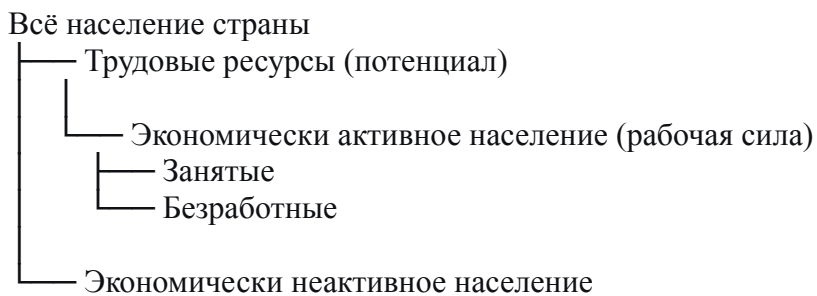 Всё население страны
Трудовые ресурсы (потенциал)
Экономически активное население (рабочая сила)
Занятые
Безработные
Экономически неактивное население